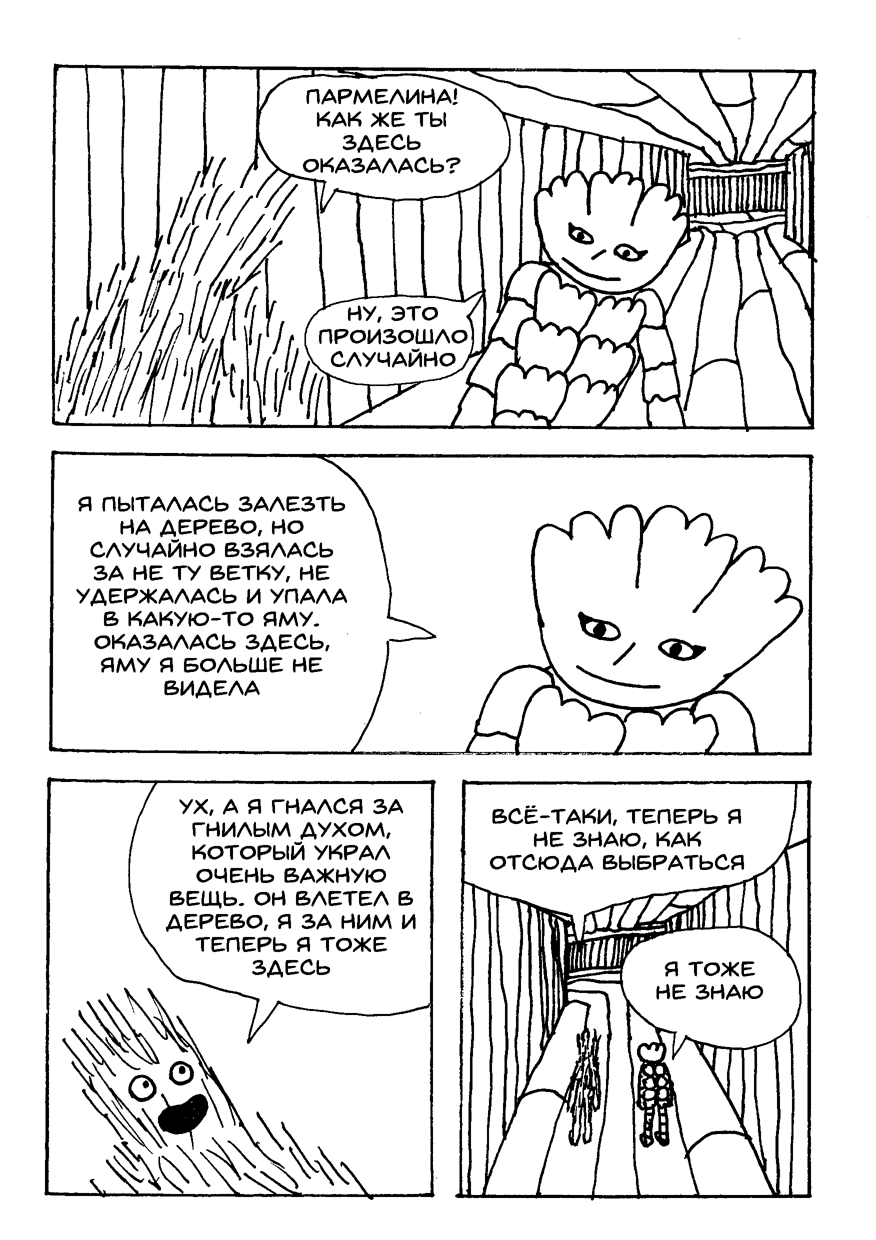 ПАРМЕЛИНА!
КАК ЖЕ ТЫ
ЗДЕСЬ
ОКАЗАЛАСЬ?
НУ, ЭТО
ПРОИЗОШЛО
СЛУЧАЙНО
Я ПЫТАЛАСЬ ЗАЛЕЗТЬ
НА ДЕРЕВО, НО
СЛУЧАЙНО ВЗЯЛАСЬ
ЗА НЕ ТУ ВЕТКУ, НЕ
УДЕРЖАЛАСЬ И УПАЛА
В КАКУЮ-ТО ЯМУ.
ОКАЗАЛАСЬ ЗДЕСЬ,
ЯМУ Я БОЛЬШЕ НЕ
ВИДЕЛА
УХ, А Я ГНАЛСЯ ЗА
ГНИЛЫМ ДУХОМ,
КОТОРЫЙ УКРАЛ
ОЧЕНЬ ВАЖНУЮ
ВЕЩЬ. ОН ВЛЕТЕЛ В
ДЕРЕВО, Я ЗА НИМ И
ТЕПЕРЬ Я ТОЖЕ
ЗДЕСЬ
ВСЁ-ТАКИ, ТЕПЕРЬ Я
НЕ ЗНАЮ, КАК
ОТСЮДА ВЫБРАТЬСЯ
Я ТОЖЕ
НЕ ЗНАЮ